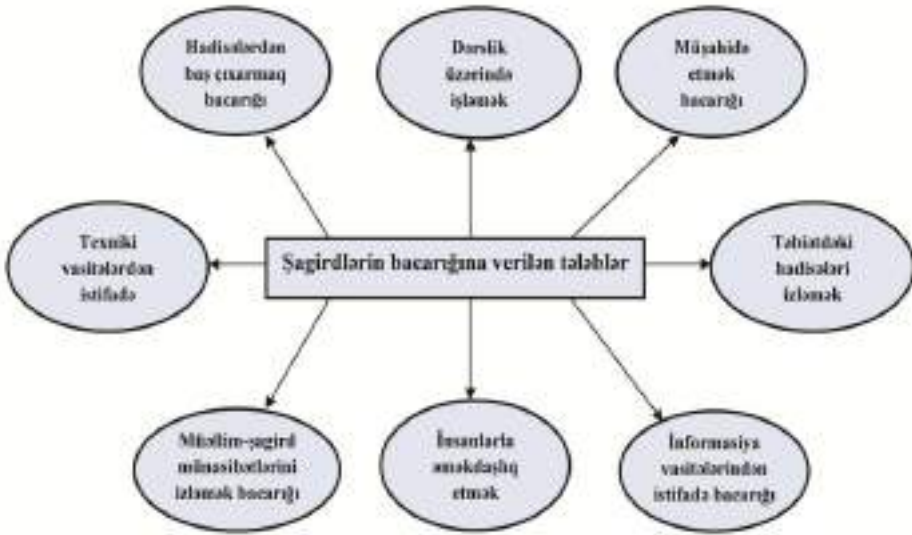 Hadisələrdən
baş çıxarmaq
bacarığı
Dərslik
üzərində
işləmək
Müşahidə
etmək
bacarığı
Texniki
vasitələrdən
istifadə
Şagirdlərin bacarığına verilən tələblər
Təbiətdəki
hadisələri
izləmək
Müəllim-şagird
münasibətlərini
izləmək bacarığı
İnsanlarla
əməkdaşlıq
etmək
İnformasiya
vasitələrindən
istifadə bacarığı